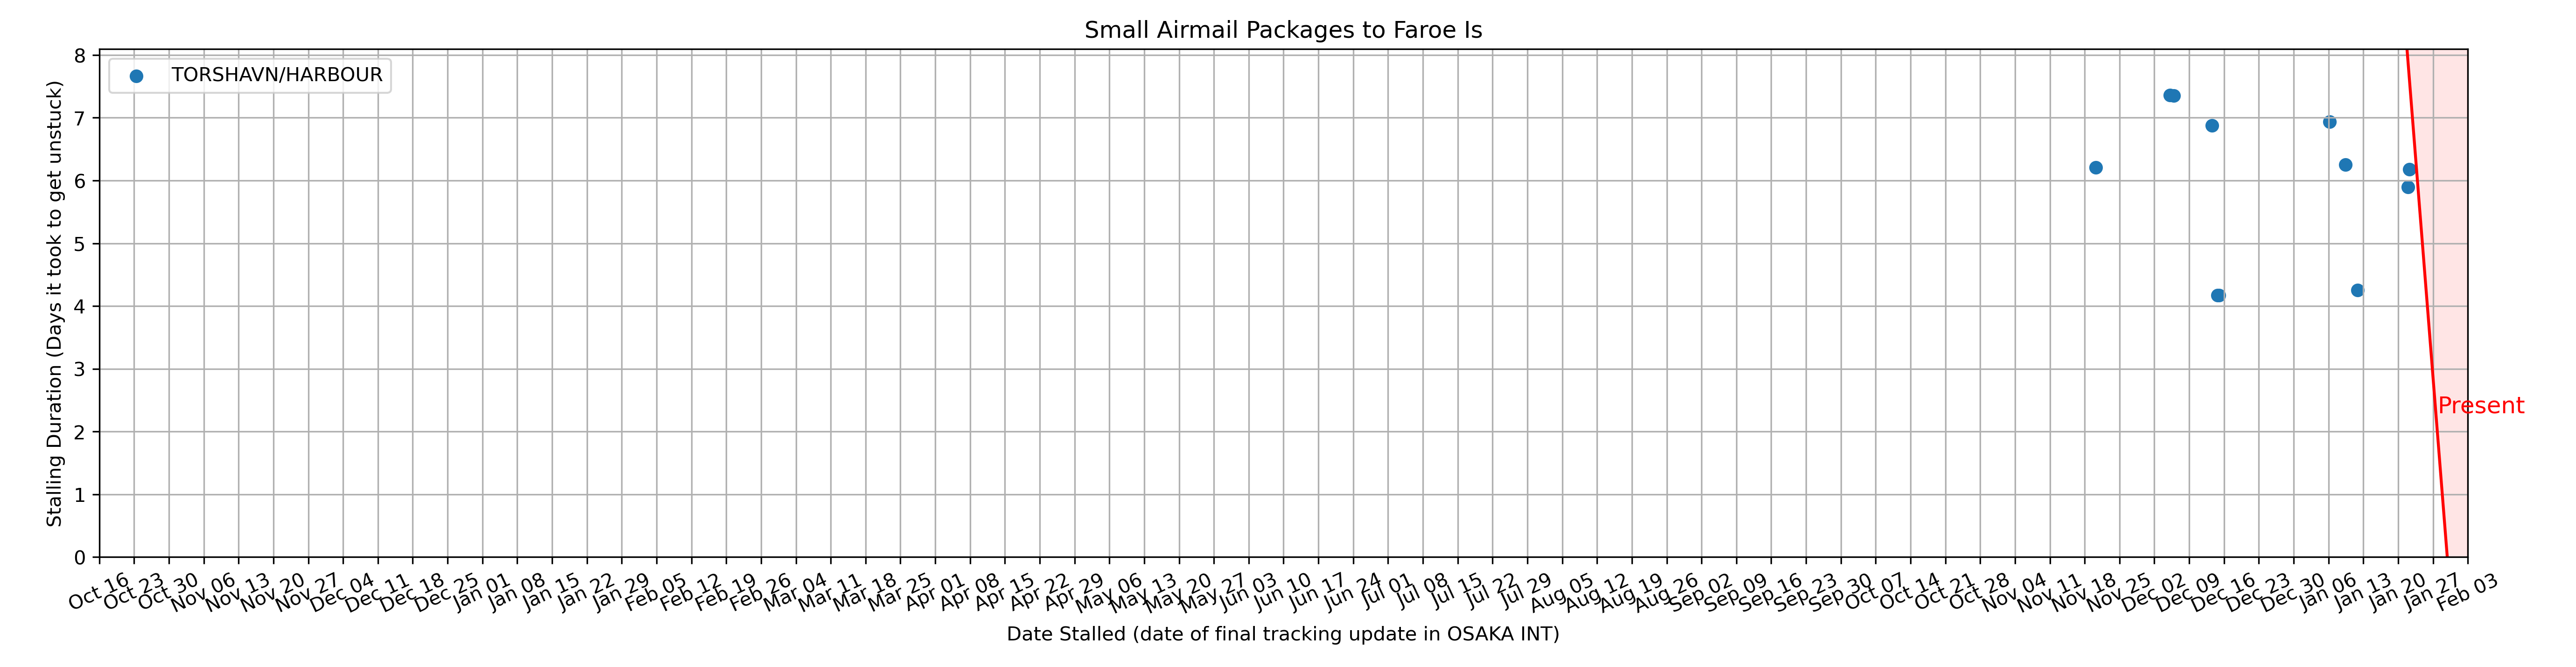 Small Airmail Packages to Faroe Is
TORSHAVN/HARBOUR
Stalling Duration (Days it took to get unstuck)
8
7
6
5
4
3
2
1
0
Present
Oct 16 Oct 23 Oct 30 Nov 06 Nov 13 Nov 20 Nov 27 Dec 04 Dec 11 Dec 18 Dec 25 Jan 01 Jan 08 Jan 15 Jan 22 Jan 29 Feb 05 Feb 12 Feb 19 Feb 26 Mar 04 Mar 11 Mar 18 Mar 25 Apr 01 Apr 08 Apr 15 Apr 22 Apr 29 May 06 May 13 May 20 May 27 Jun 03 Jun 10 Jun 17 Jun 24 Jul 01 Jul 08 Jul 15 Jul 22 Jul 29 Aug 05 Aug 12 Aug 19 Aug 26 Sep 02 Sep 09 Sep 16 Sep 23 Sep 30 Oct 07 Oct 14 Oct 21 Oct 28 Nov 04 Nov 11 Nov 18 Nov 25 Dec 02 Dec 09 Dec 16 Dec 23 Dec 30 Jan 06 Jan 13 Jan 20 Jan 27 Feb 03
Date Stalled (date of final tracking update in OSAKA INT)